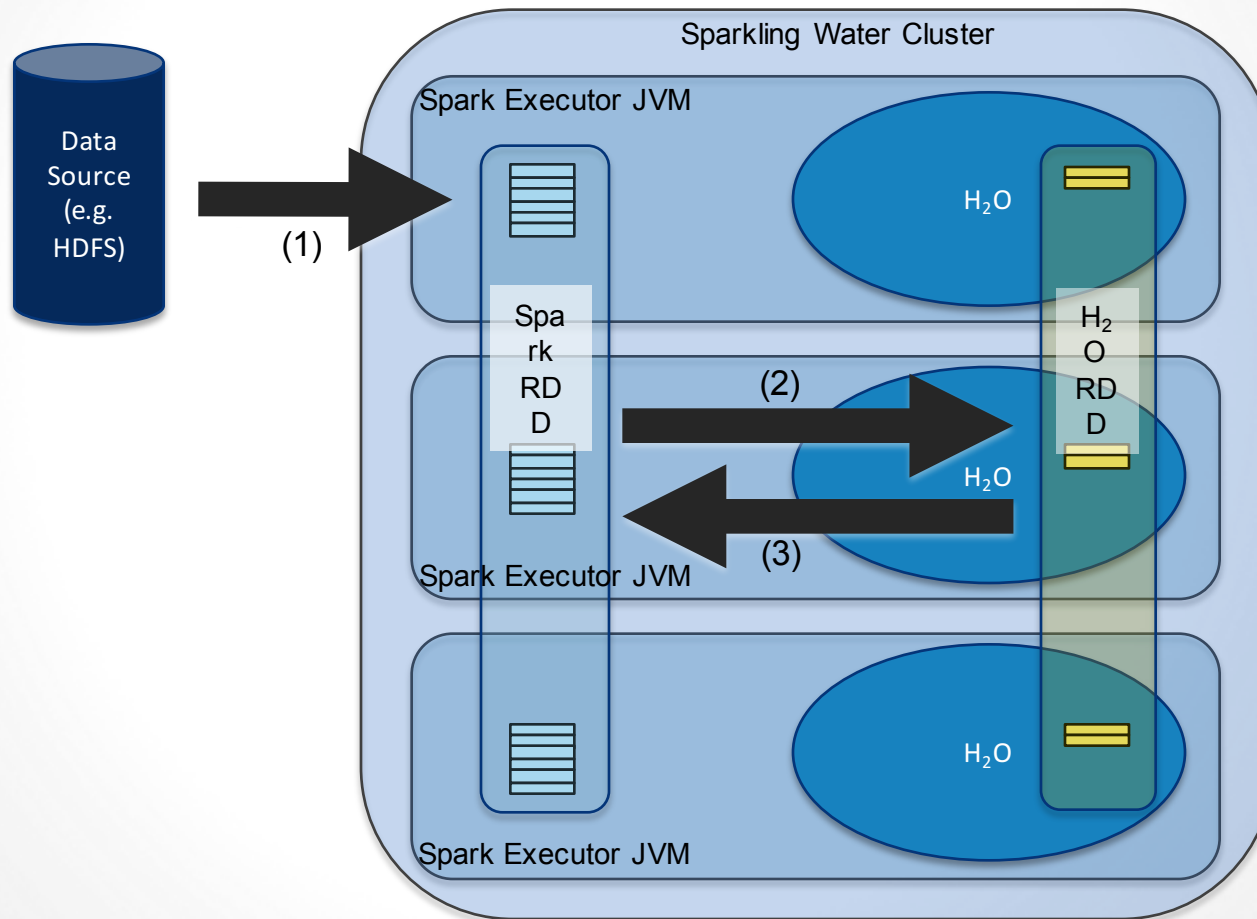 Sparkling Water Cluster
Data
Source
(e.g.
HDFS)
(1)
Spark Executor JVM
H₂O
Spa
rk
RD
D
H₂
O
RD
D
(2)
H₂O
(3)
Spark Executor JVM
H₂O
Spark Executor JVM